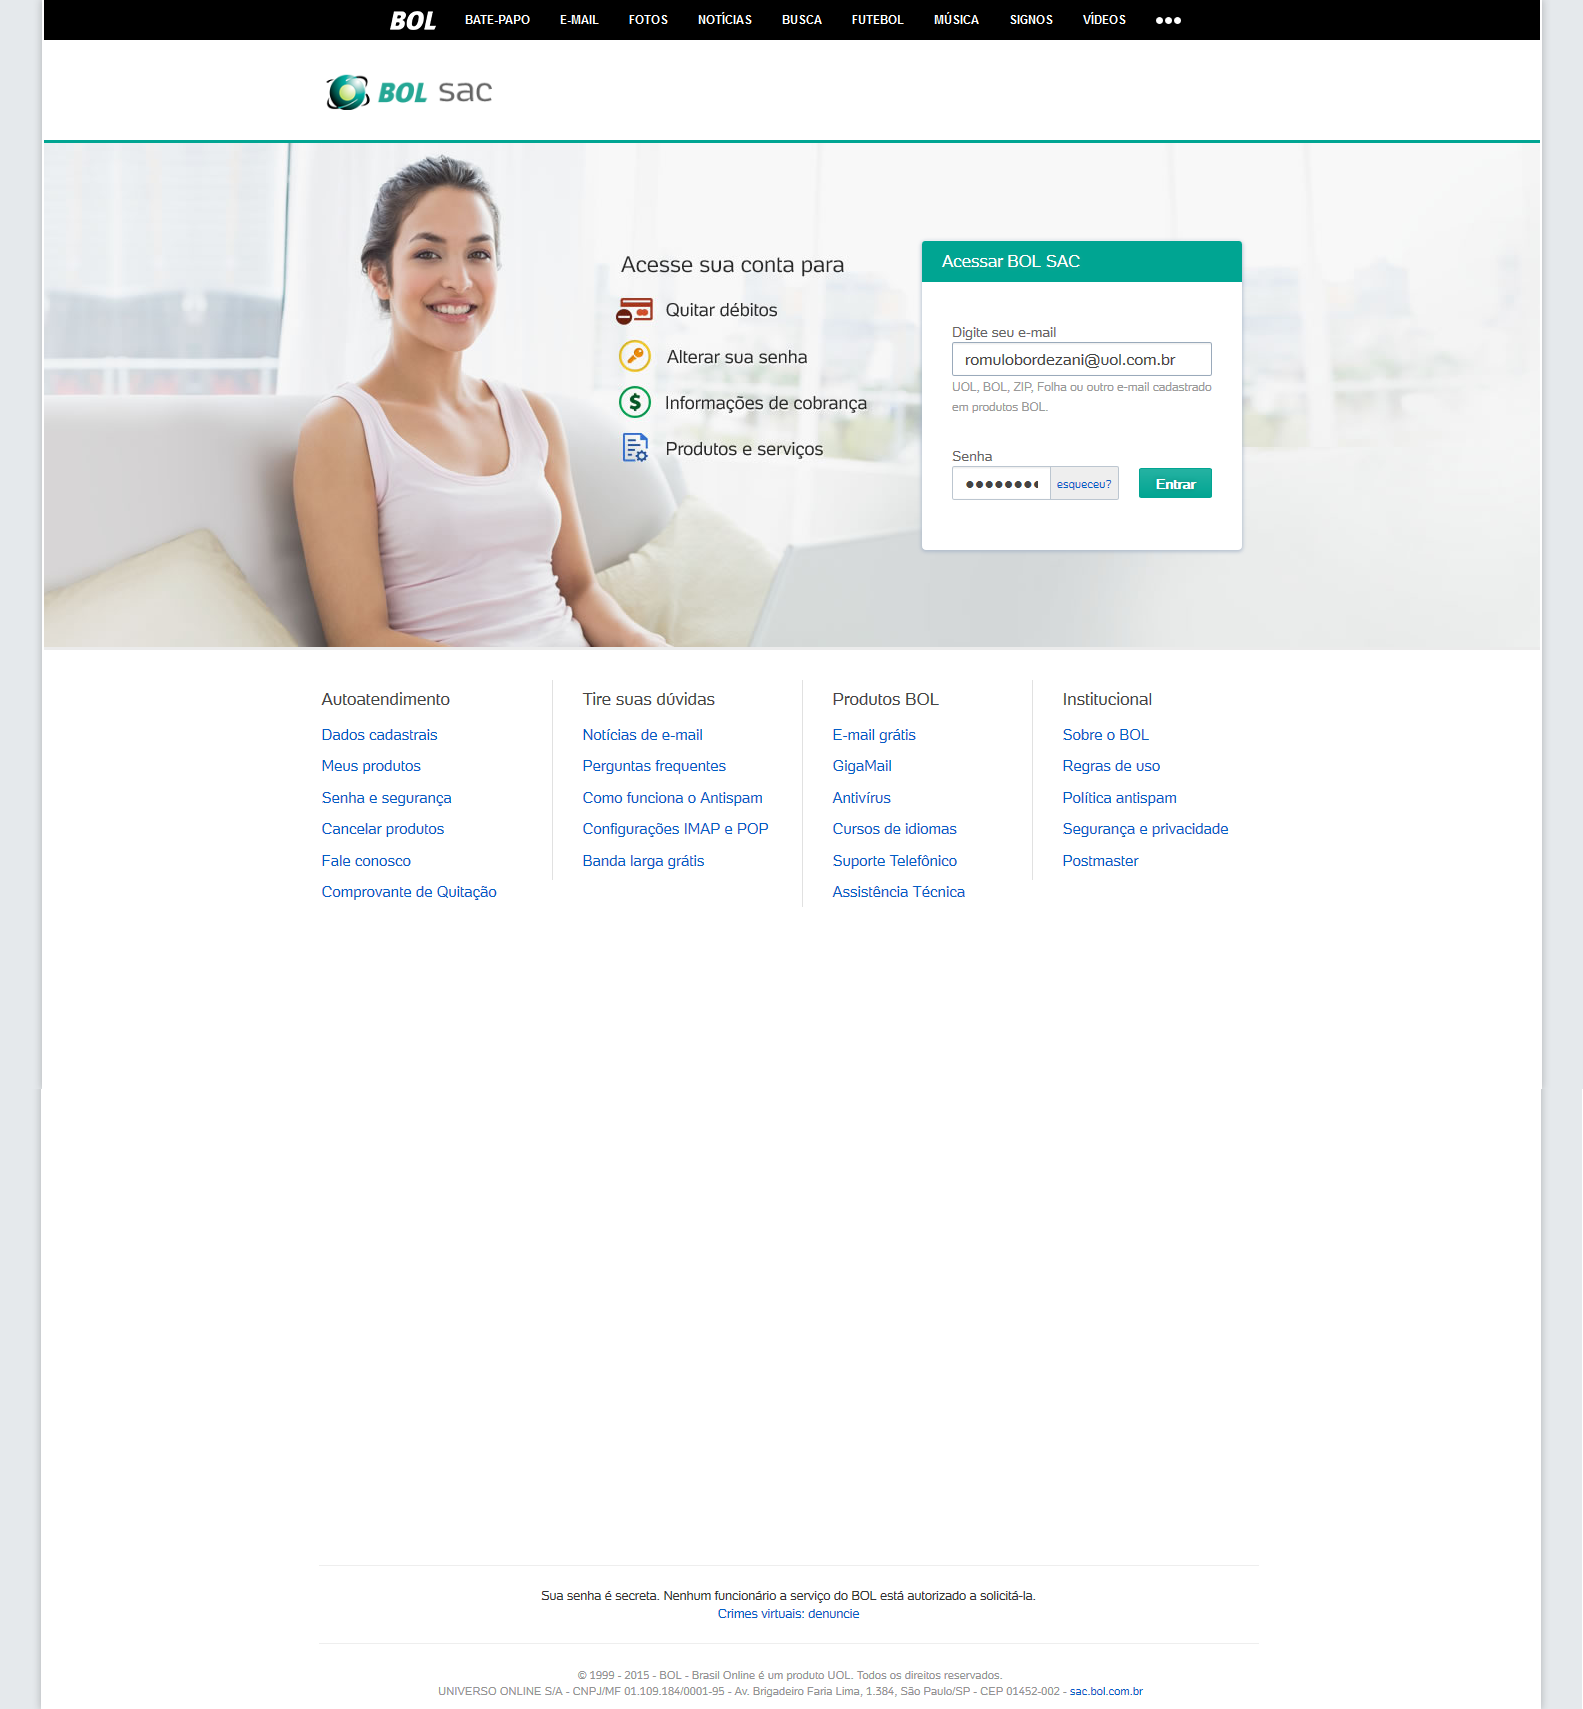 BOL BATE-PAPO E-MAIL FOTOS NOTÍCIAS BUSCA FUTEBOL MÚSICA SIGNOS VÍDEOS
BOL sac
Acesse sua conta para
Quitar débitos
Alterar sua senha
Informações de cobrança
Produtos e serviços
Acessar BOL SAC
Digite seu e-mail
romulobordezani@uol.com.br
UOL, BOL, ZIP, Folha ou outro e-mail cadastrado
em produtos BOL.
Senha
esqueceu?
Entrar
Autoatendimento
Dados cadastrais
Meus produtos
Senha e segurança
Cancelar produtos
Fale conosco
Comprovante de Quitação
Tire suas dúvidas
Notícias de e-mail
Perguntas frequentes
Como funciona o Antispam
Configurações IMAP e POP
Banda larga grátis
Produtos BOL
E-mail grátis
GigaMail
Antivírus
Cursos de idiomas
Suporte Telefônico
Assistência Técnica
Institucional
Sobre o BOL
Regras de uso
Política antispam
Segurança e privacidade
Postmaster
Sua senha é secreta. Nenhum funcionário a serviço do BOL está autorizado a solicitá-la.
Crimes virtuais: denuncie
© 1999 - 2015 - BOL - Brasil Online é um produto UOL. Todos os direitos reservados.
UNIVERSO ONLINE S/A - CNPJ/MF 01.109.184/0001-95 - Av. Brigadeiro Faria Lima, 1.384, São Paulo/SP - CEP 01452-002 - sac.bol.com.br